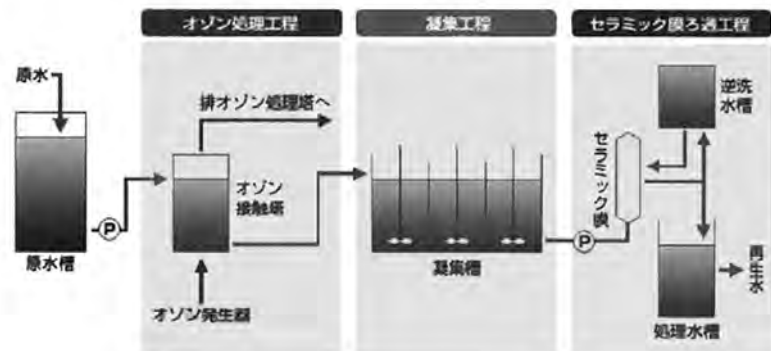 オゾン処理工程
凝集工程
セラミック膜ろ過工程
原水
排オゾン処理塔へ
逆洗
水槽
セラミック膜
オゾン
接触塔
P
P
原水槽
凝集槽
再生水
オゾン発生器
処理水槽